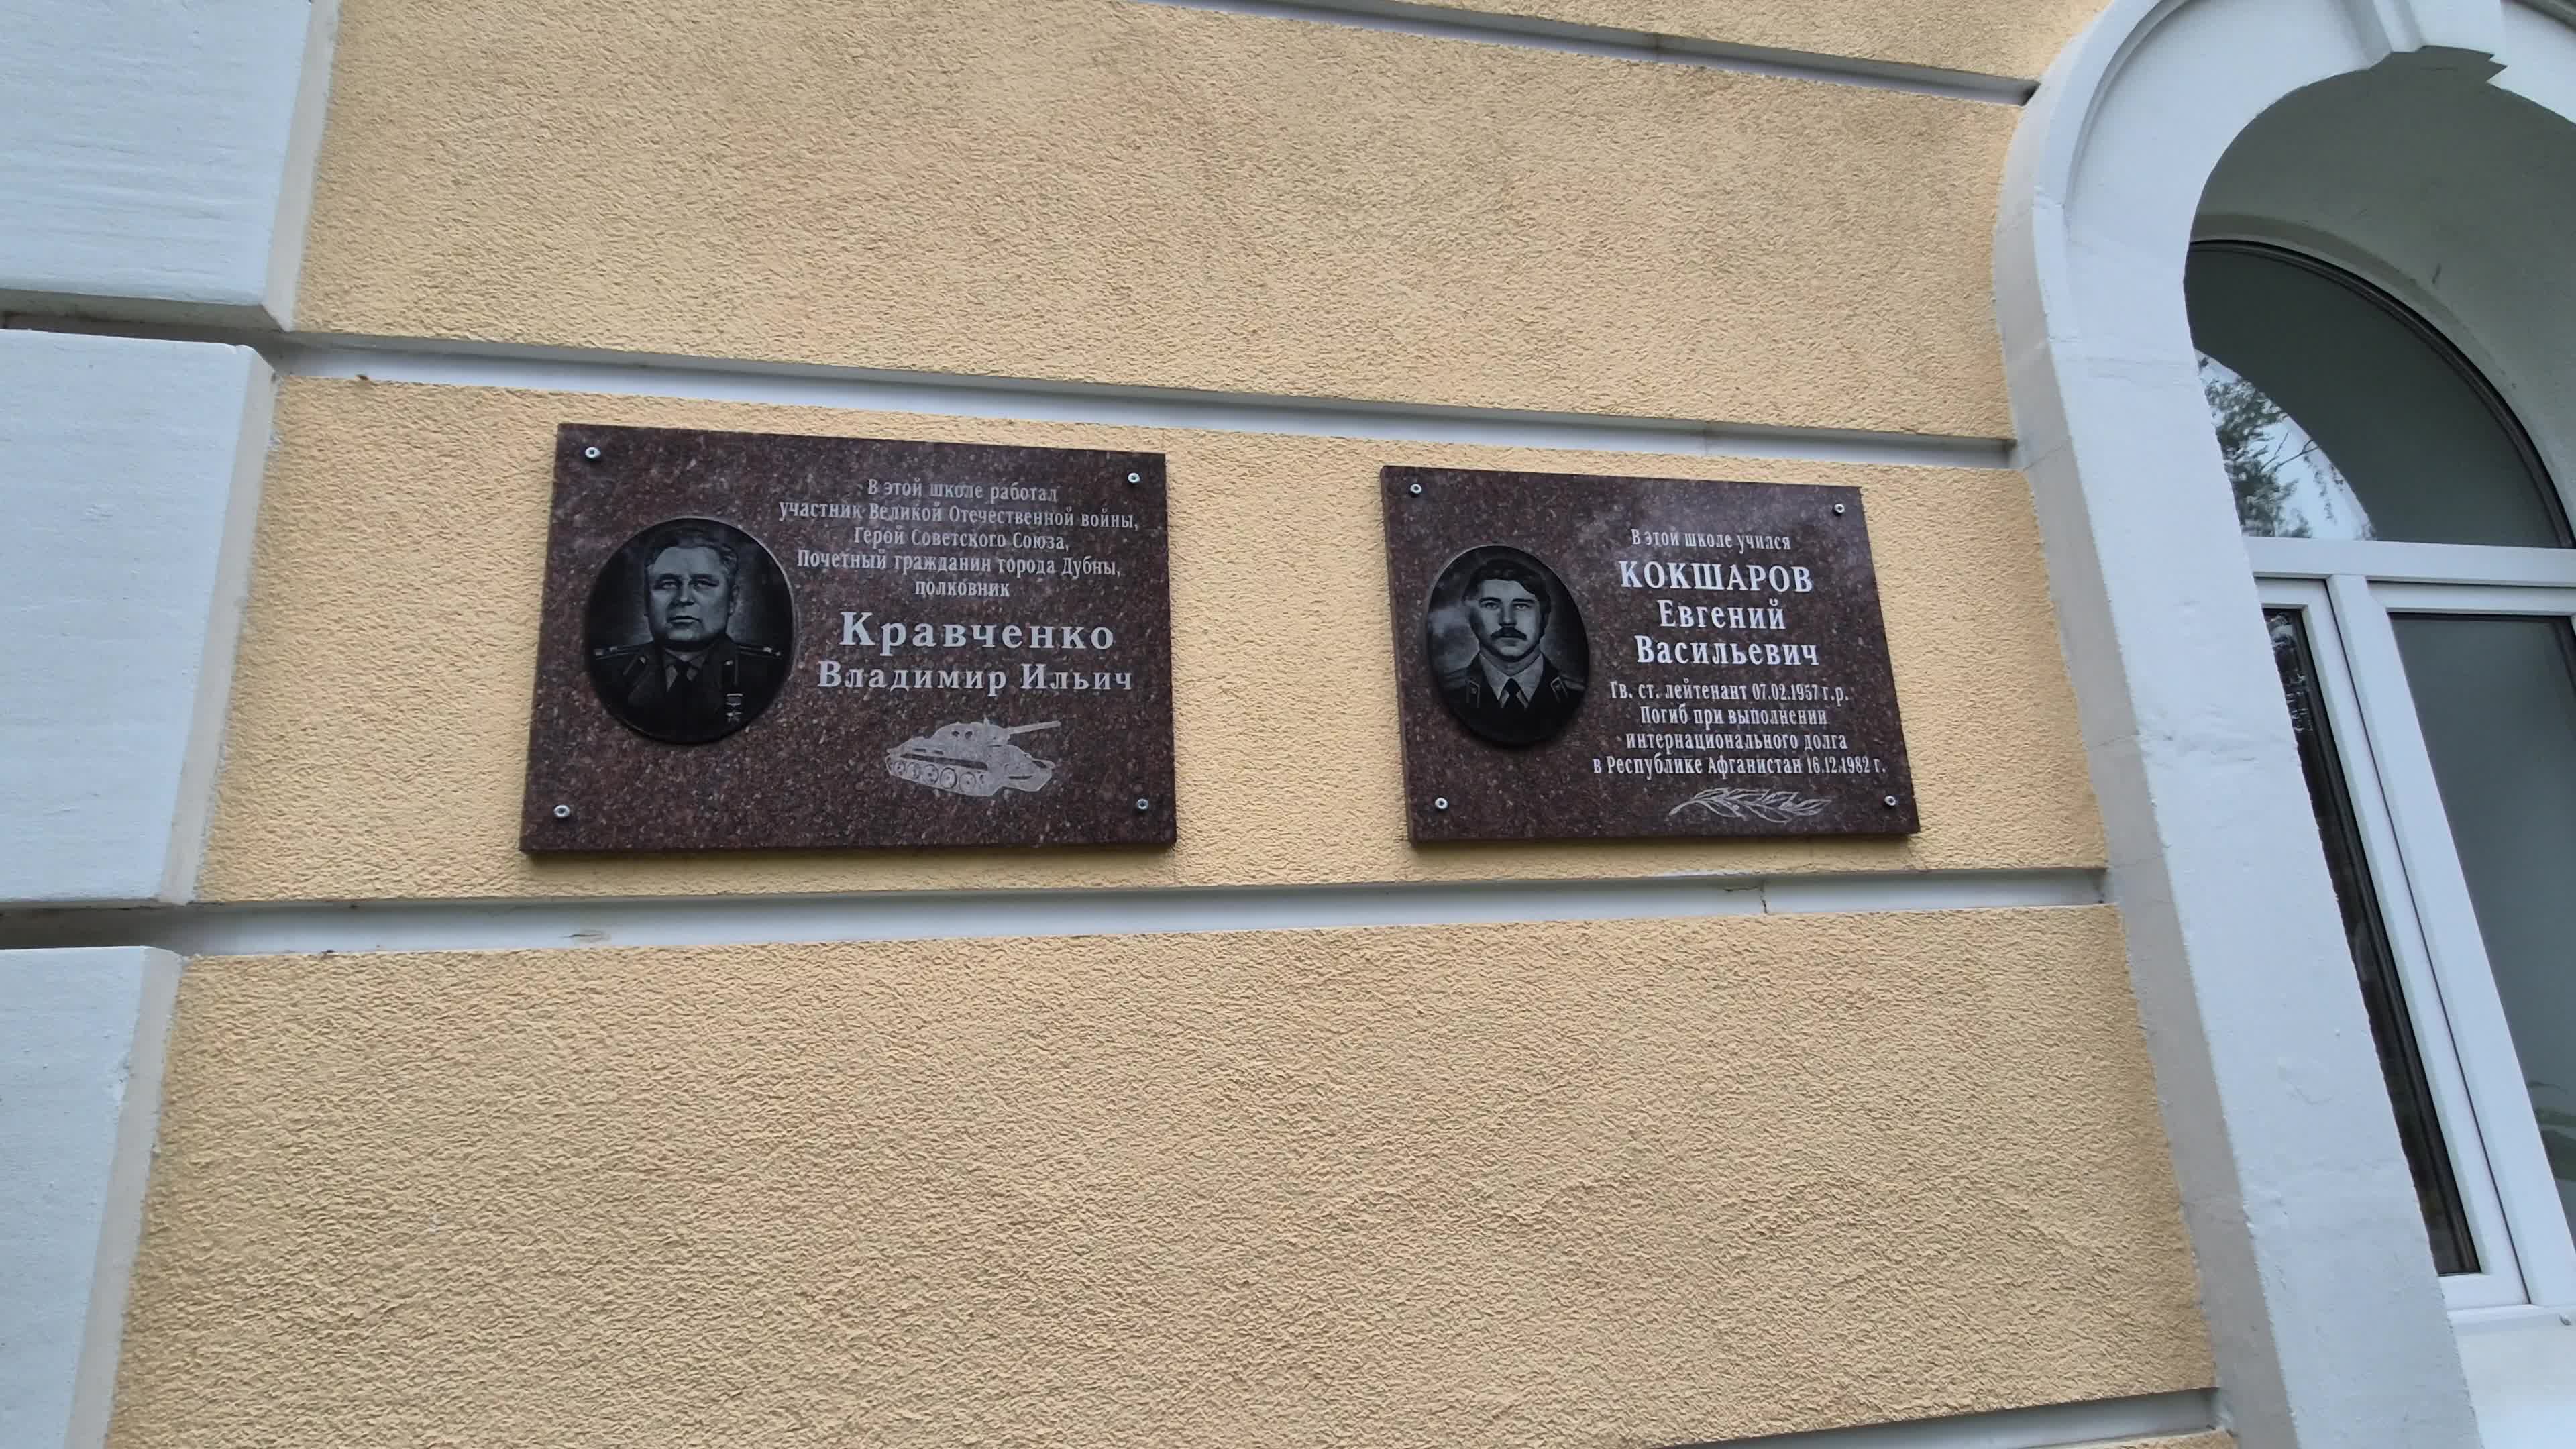 В этой школе работал
участник Великой Отечественной войны,
Герой Советского Союза,
Почетный гражданин города Дубны,
полковник
Кравченко
Владимир Ильич
В этой школе учился
КОКШАРОВ
Евгений
Васильевич
Гв. ст. лейтенант 07.02.1957 г.р.
Погиб при выполнении
интернационального долга
в Республике Афганистан 16.12.1982 г.